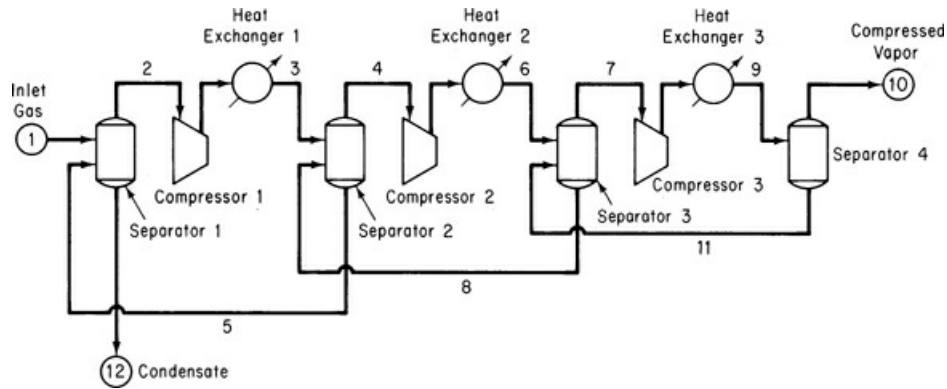 Heat
Exchanger 1
Heat
Exchanger 2
Heat
Exchanger 3
Compressed
Vapor
2
3
4
6
7
9
10
Inlet
Gas
1
Separator 4
Compressor 1
Compressor 2
Compressor 3
Separator 1
Separator 2
Separator 3
11
8
5
12 Condensate